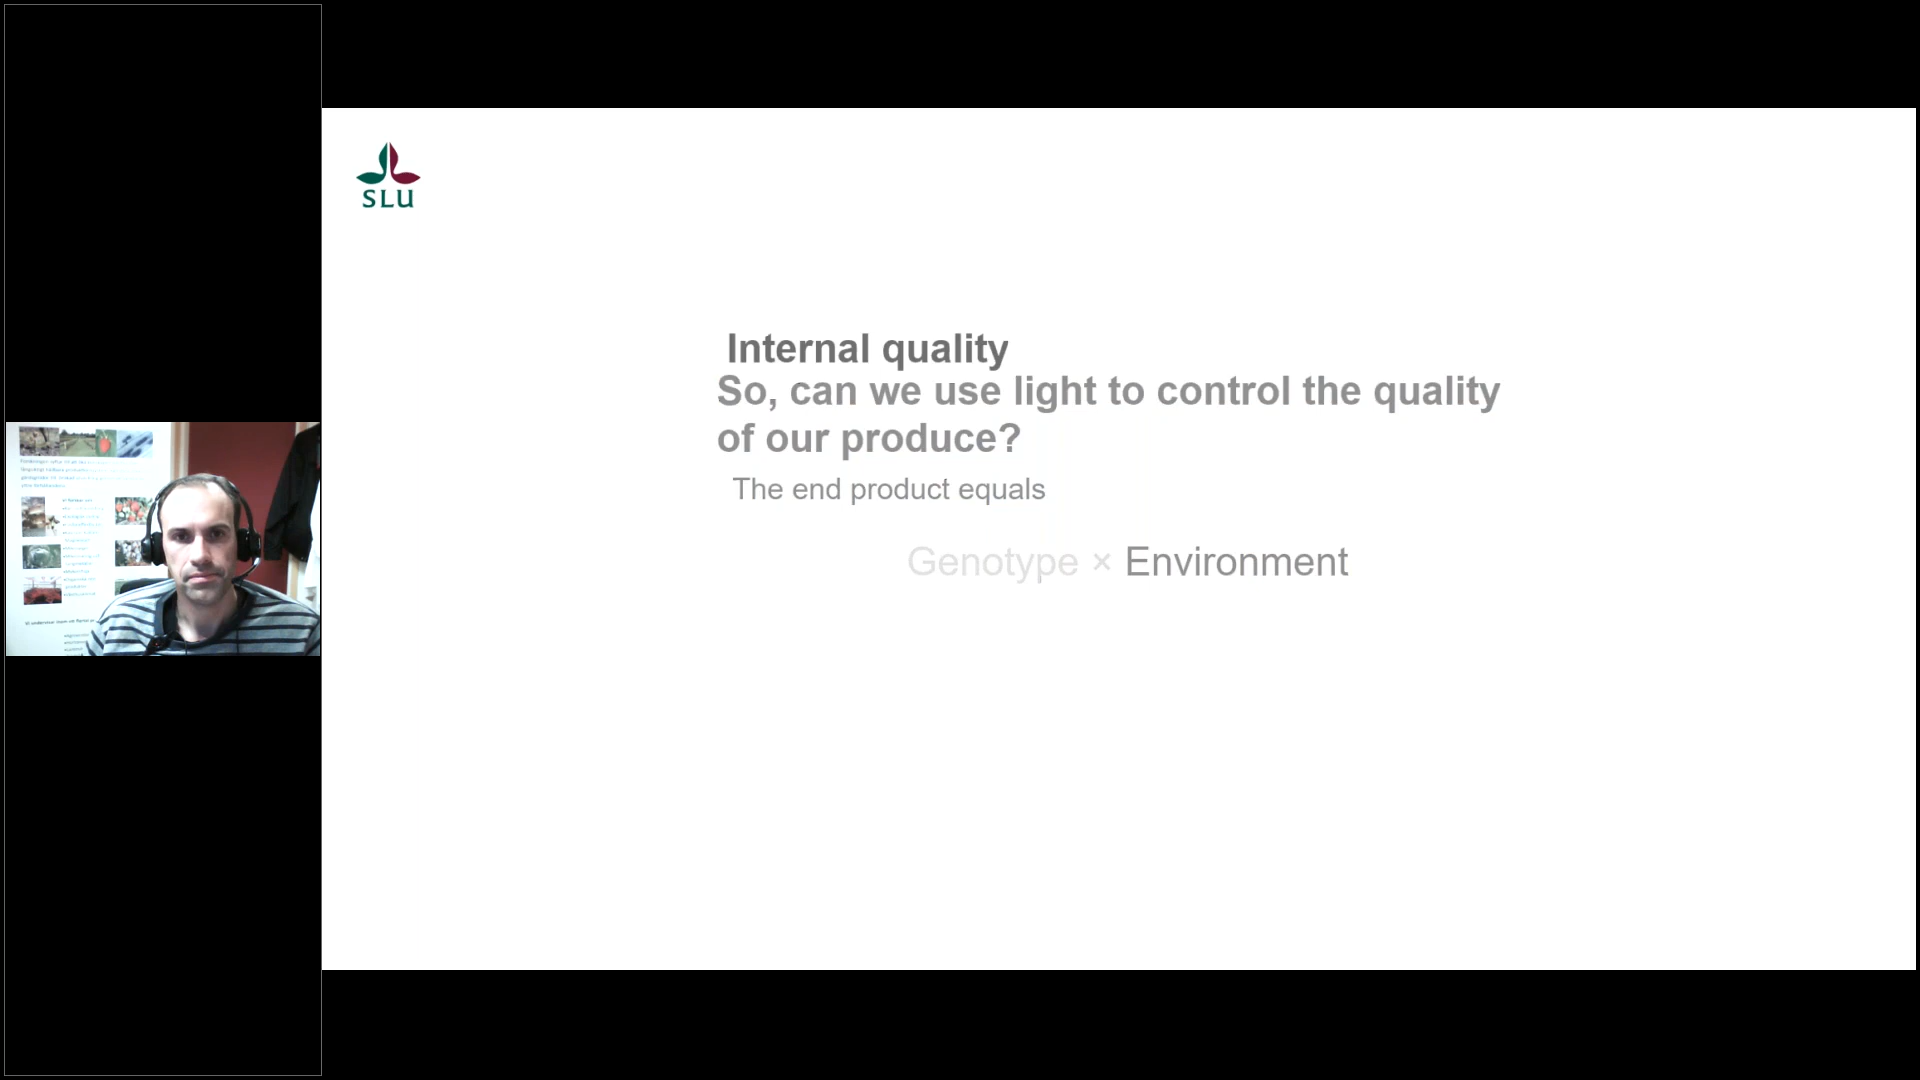 SLU
Internal quality
So, can we use light to control the quality
of our produce?
The end product equals
Genotype × Environment